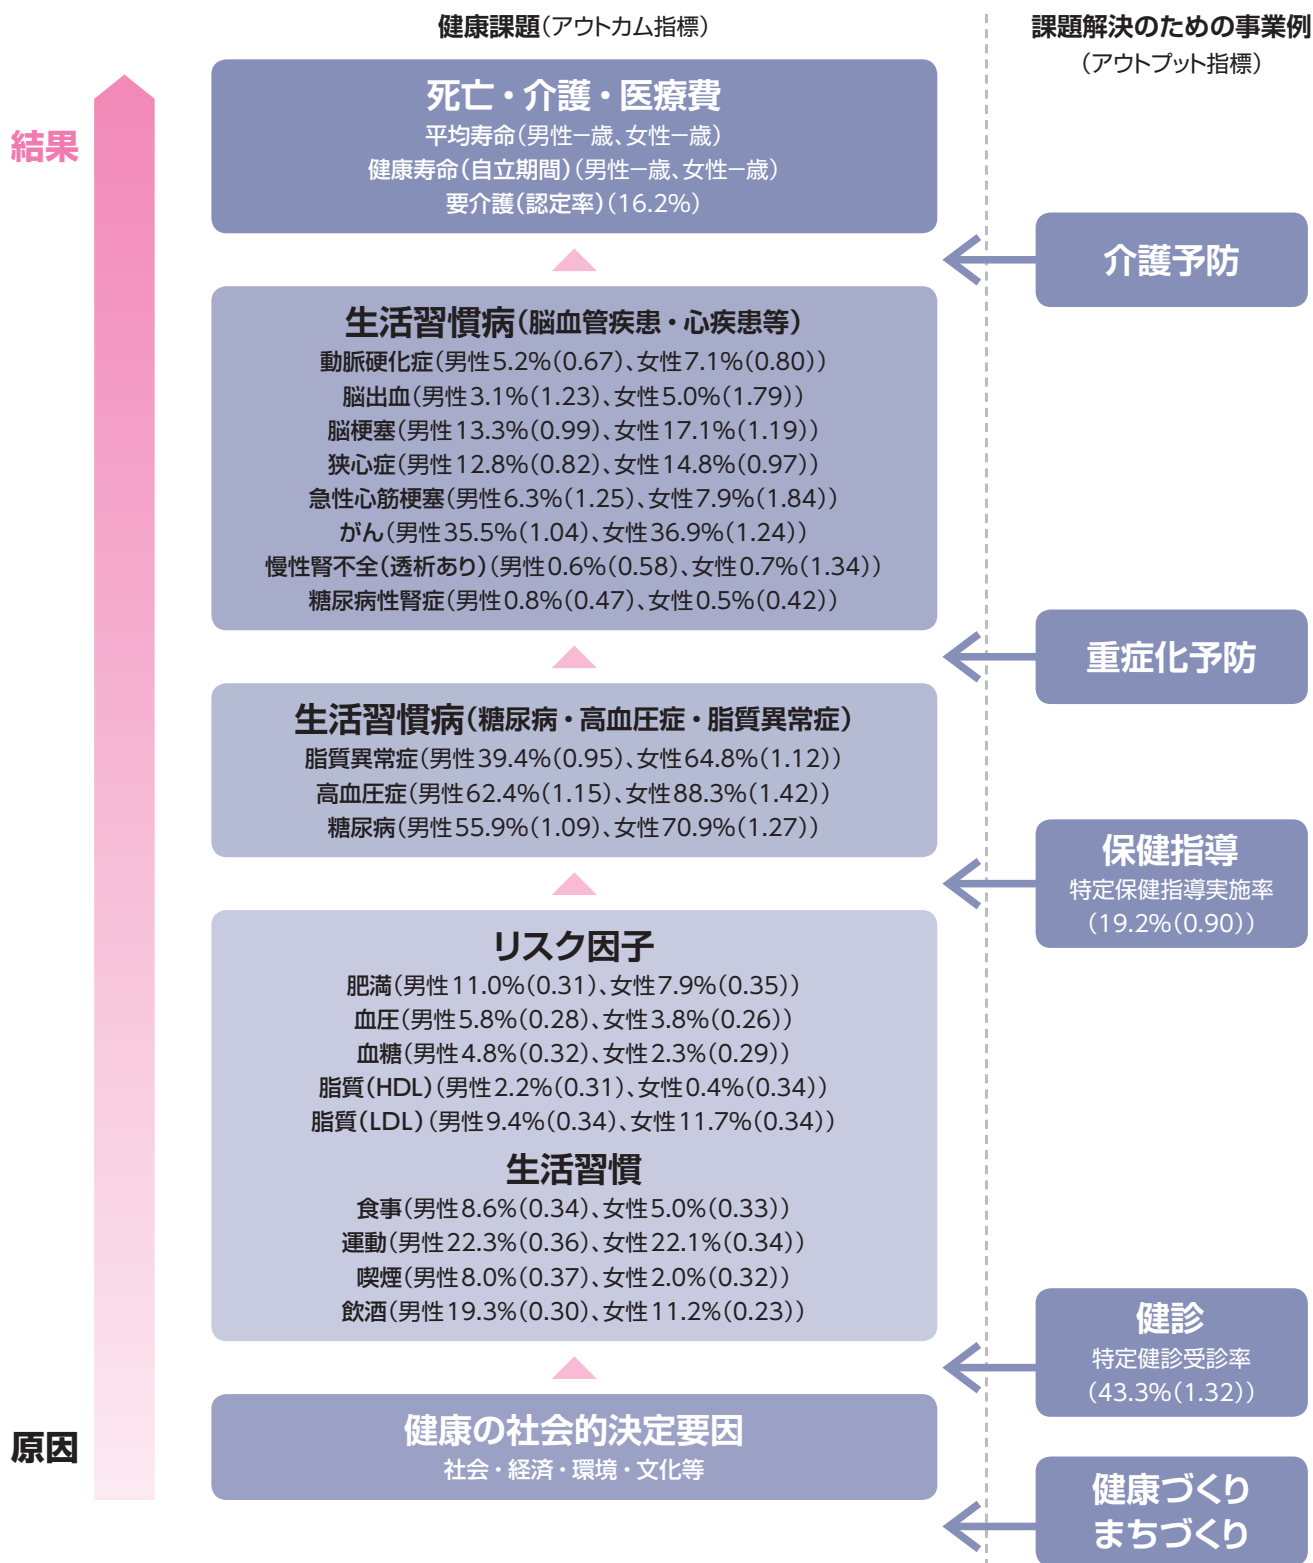 健康課題（アウトカム指標）
課題解決のための事業例
（アウトプット指標）
結果
死亡・介護・医療費
平均寿命（男性ー歳、女性ー歳）
健康寿命（自立期間）（男性ー歳、女性ー歳）
要介護（認定率）（16.2%）
介護予防
生活習慣病（脳血管疾患・心疾患等）
動脈硬化症（男性5.2%（0.67）、女性7.1%（0.80））
脳出血（男性3.1%（1.23）、女性5.0%（1.79））
脳梗塞（男性13.3%（0.99）、女性17.1%（1.19））
狭心症（男性12.8%（0.82）、女性14.8%（0.97））
急性心筋梗塞（男性6.3%（1.25）、女性7.9%（1.84））
がん（男性35.5%（1.04）、女性36.9%（1.24））
慢性腎不全（透析あり）（男性0.6%（0.58）、女性0.7%（1.34））
糖尿病性腎症（男性0.8%（0.47）、女性0.5%（0.42））
重症化予防
生活習慣病（糖尿病・高血圧症・脂質異常症）
脂質異常症（男性39.4%（0.95）、女性64.8%（1.12））
高血圧症（男性62.4%（1.15）、女性88.3%（1.42））
糖尿病（男性55.9%（1.09）、女性70.9%（1.27））
保健指導
特定保健指導実施率
（19.2%（0.90））
リスク因子
肥満（男性11.0%（0.31）、女性7.9%（0.35））
血圧（男性5.8%（0.28）、女性3.8%（0.26））
血糖（男性4.8%（0.32）、女性2.3%（0.29））
脂質（HDL）（男性2.2%（0.31）、女性0.4%（0.34））
脂質（LDL）（男性9.4%（0.34）、女性11.7%（0.34））
生活習慣
食事（男性8.6%（0.34）、女性5.0%（0.33））
運動（男性22.3%（0.36）、女性22.1%（0.34））
喫煙（男性8.0%（0.37）、女性2.0%（0.32））
飲酒（男性19.3%（0.30）、女性11.2%（0.23））
健診
特定健診受診率
（43.3%（1.32））
原因
健康の社会的決定要因
社会・経済・環境・文化等
健康づくり
まちづくり